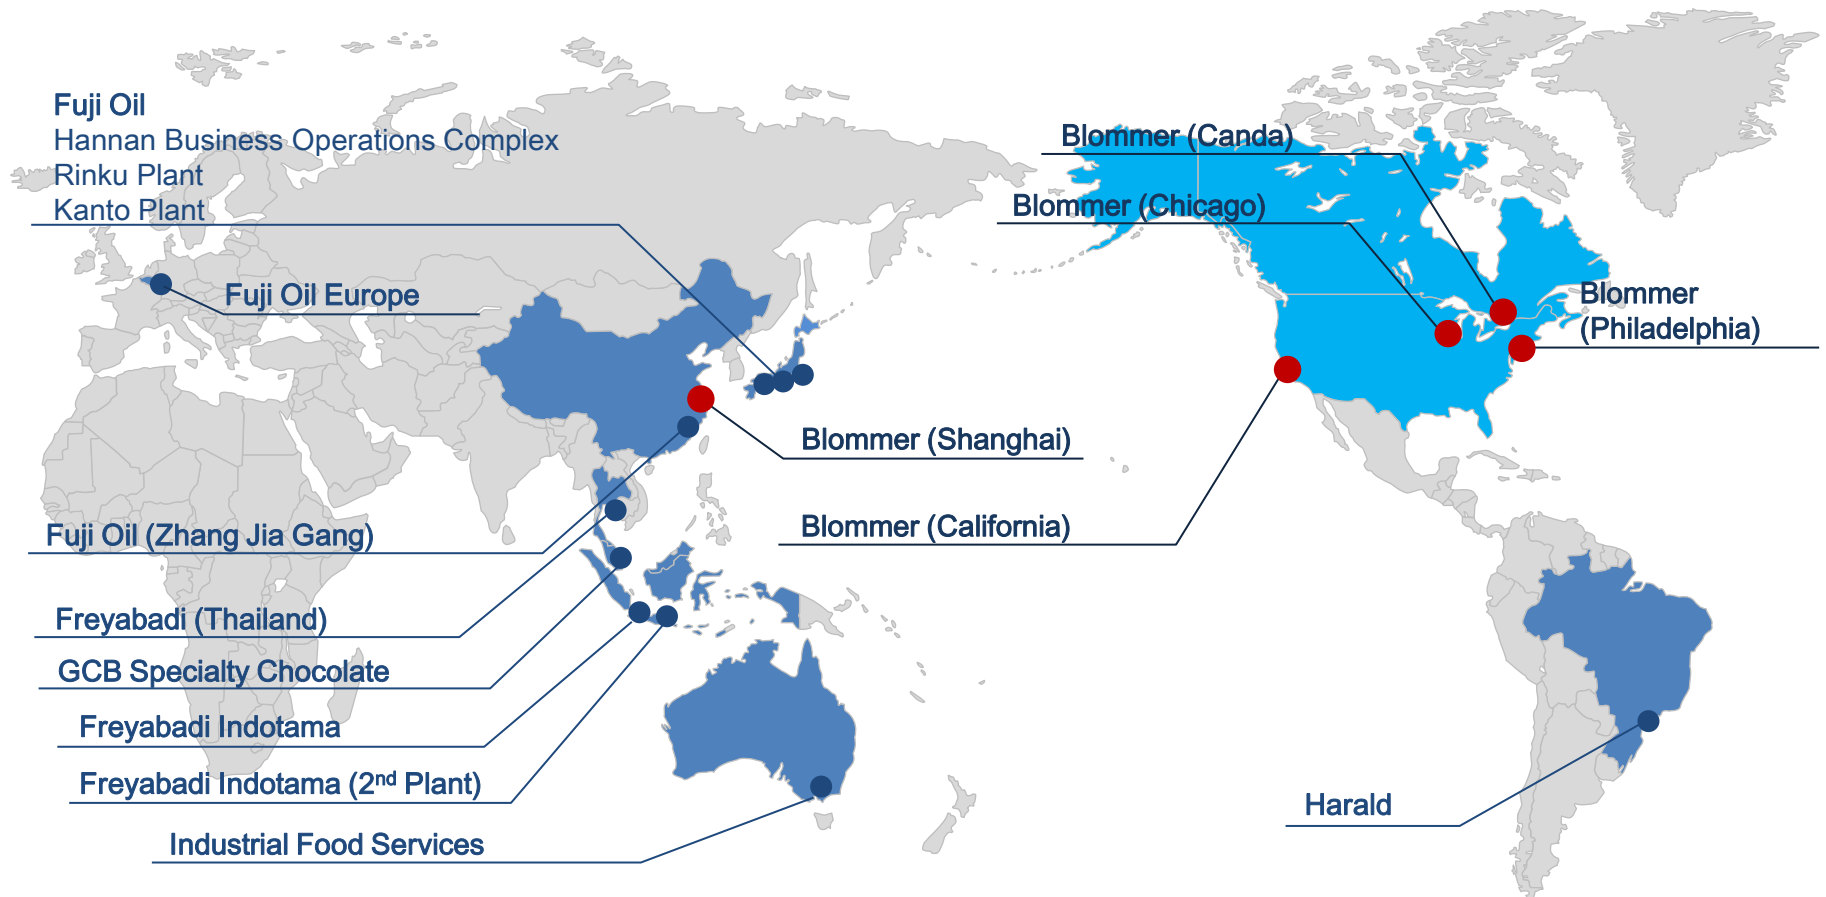 Fuji Oil
Hannan Business Operations Complex
Rinku Plant
Kanto Plant
Fuji Oil Europe
Fuji Oil (Zhang Jia Gang)
Freyabadi (Thailand)
GCB Specialty Chocolate
Freyabadi Indotama
Freyabadi Indotama (2nd Plant)
Industrial Food Services
Blommer (Canda)
Blommer (Chicago)
Blommer
(Philadelphia)
Blommer (Shanghai)
Blommer (California)
Harald